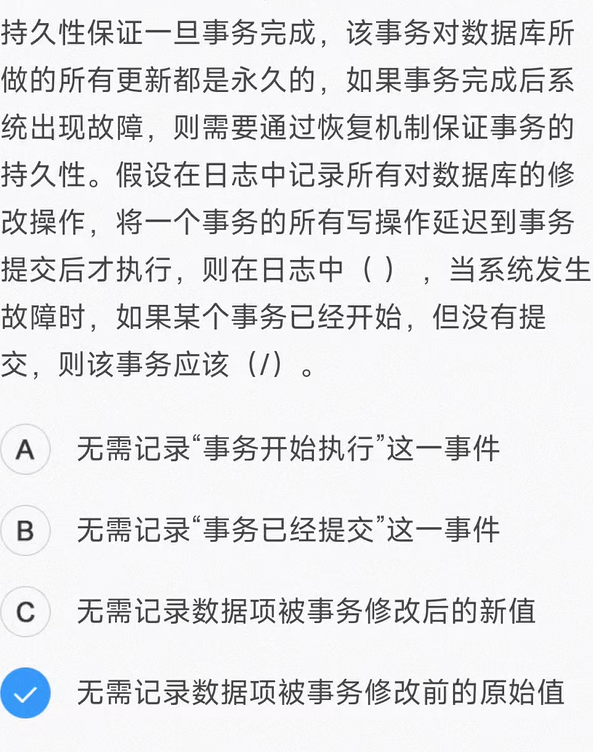 持久性保证一旦事务完成，该事务对数据库所
做的所有更新都是永久的，如果事务完成后系
统出现故障，则需要通过恢复机制保证事务的
持久性。假设在日志中记录所有对数据库的修
改操作，将一个事务的所有写操作延迟到事务
提交后才执行，则在日志中（ ） ，当系统发生
故障时，如果某个事务已经开始，但没有提
交，则该事务应该（/）。
A 无需记录“事务开始执行”这一事件
B 无需记录“事务已经提交”这一事件
C 无需记录数据项被事务修改后的新值
无需记录数据项被事务修改前的原始值